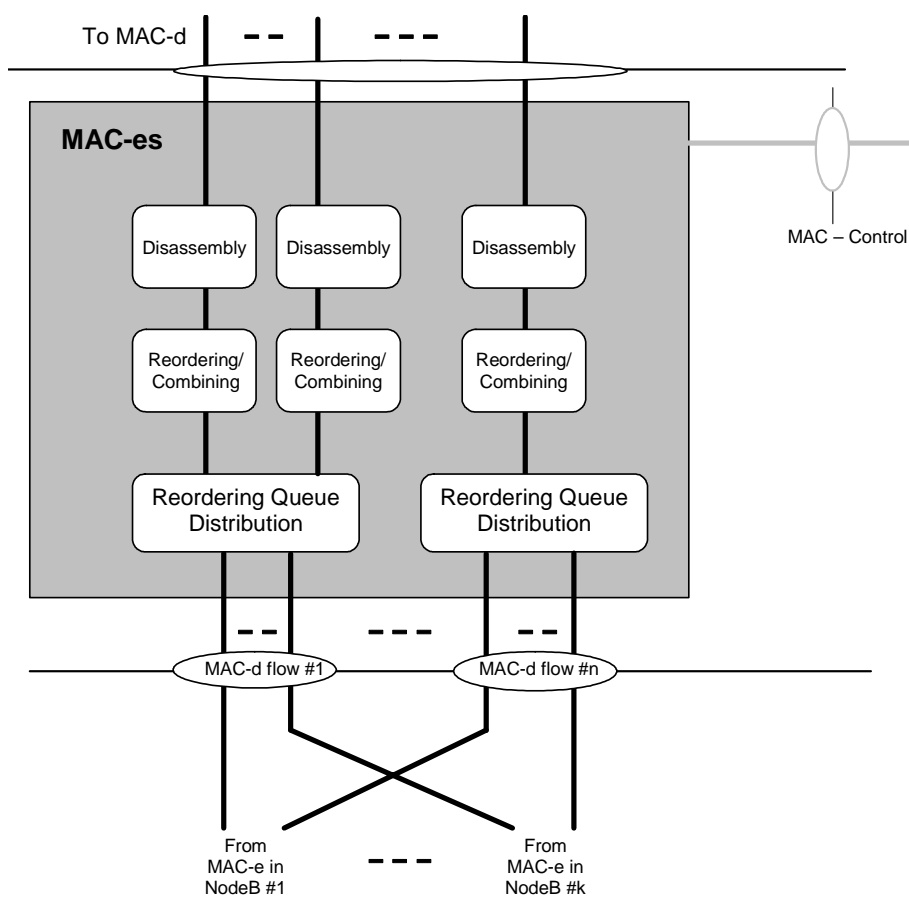 To MAC-d
MAC-es
MAC – Control
Disassembly
Disassembly
Disassembly
Reordering/
Combining
Reordering/
Combining
Reordering/
Combining
Reordering Queue
Distribution
Reordering Queue
Distribution
MAC-d flow #1
MAC-d flow #n
From
MAC-e in
NodeB #1
From
MAC-e in
NodeB #k